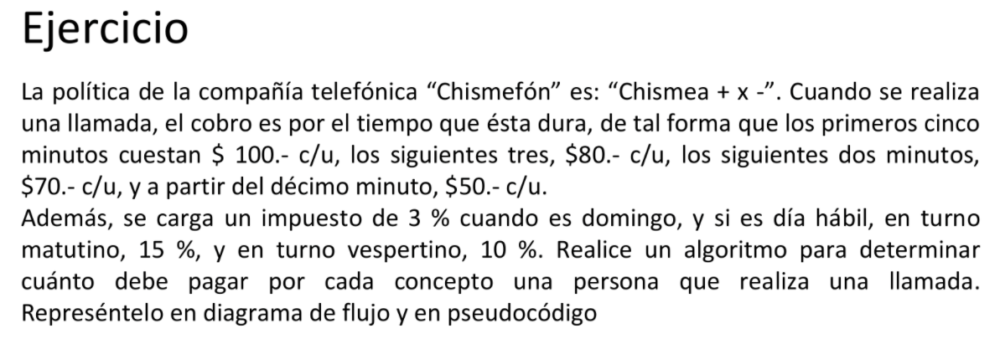 Ejercicio
La política de la compañía telefónica “Chismefón” es: “Chismea + x -”. Cuando se realiza
una llamada, el cobro es por el tiempo que ésta dura, de tal forma que los primeros cinco
minutos cuestan $ 100.- c/u, los siguientes tres, $80.- c/u, los siguientes dos minutos,
$70.- c/u, y a partir del décimo minuto, $50.- c/u.
Además, se carga un impuesto de 3 % cuando es domingo, y si es día hábil, en turno
matutino, 15 %, y en turno vespertino, 10 %. Realice un algoritmo para determinar
cuánto debe pagar por cada concepto una persona que realiza una llamada.
Represéntelo en diagrama de flujo y en pseudocódigo